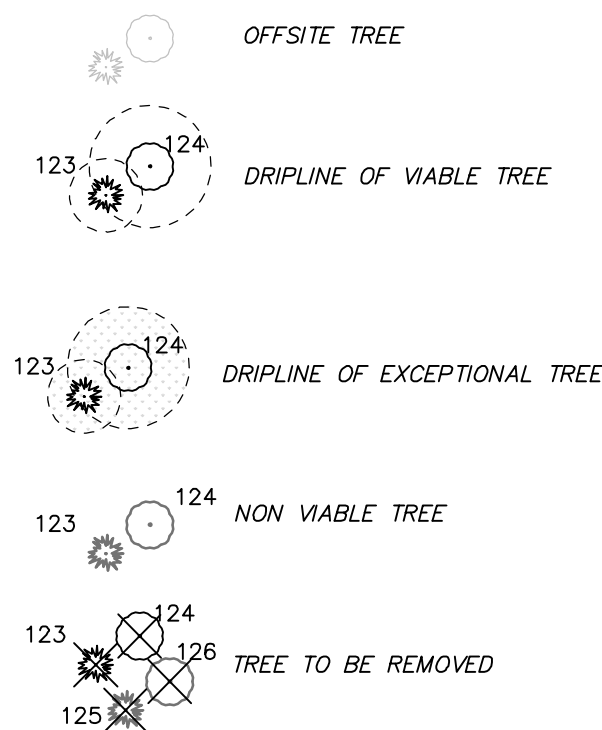 OFFSITE TREE
124
123
DRIPLINE OF VIABLE TREE
124
123
DRIPLINE OF EXCEPTIONAL TREE
124
123
NON VIABLE TREE
124
123
126
TREE TO BE REMOVED
125